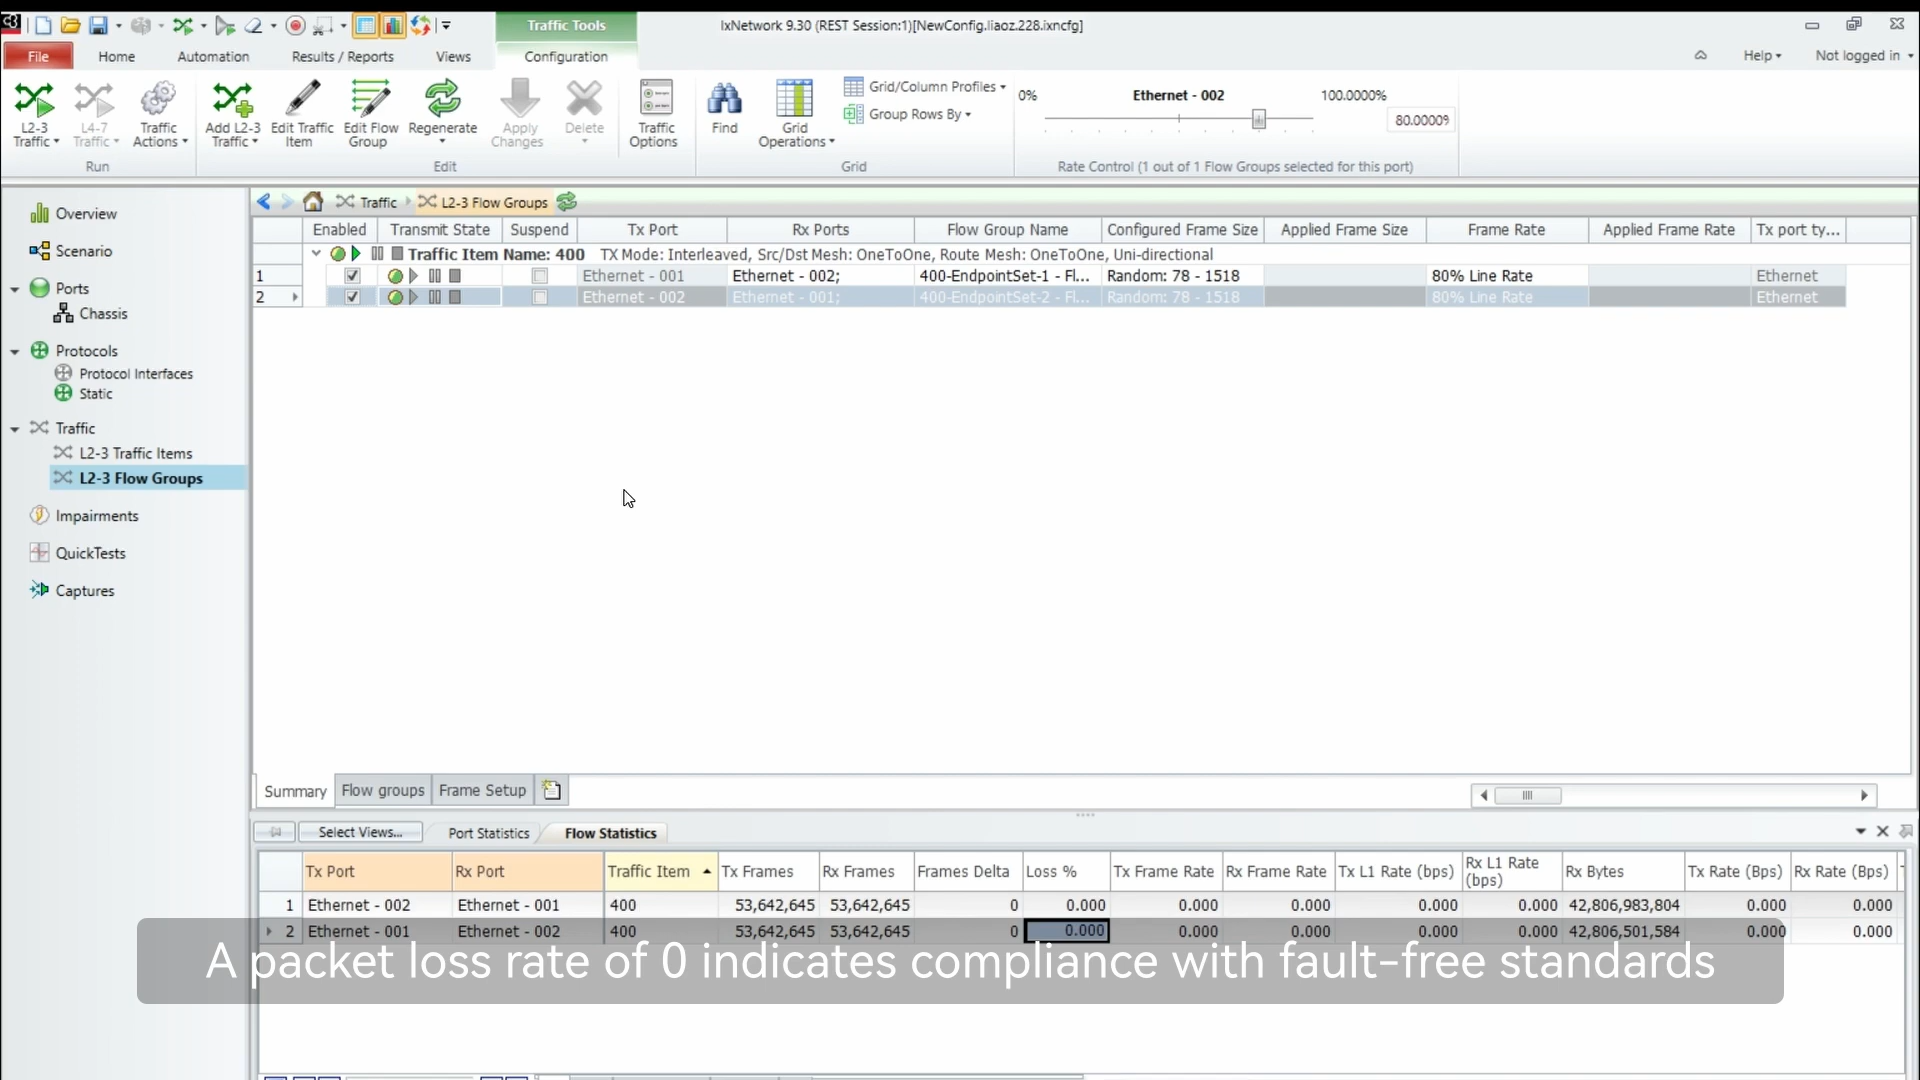 Traffic Tools
IxNetwork 9.30 (REST Session:1)[NewConfig.liaoz.228.ixncfg]
File Home Automation Results / Reports Views Configuration Help Not logged in
L2-3 Traffic L4-7 Traffic Traffic Actions Add L2-3 Traffic Edit Traffic Item Edit Flow Group Regenerate Apply Changes Delete Traffic Options Find Grid Operations
Grid/Column Profiles
Group Rows By
0% Ethernet - 002 100.0000%
80.00009
Run Edit Grid Rate Control (1 out of 1 Flow Groups selected for this port)
Overview
Scenario
Ports
Chassis
Protocols
Protocol Interfaces
Static
Traffic
L2-3 Traffic Items
L2-3 Flow Groups
Impairments
QuickTests
Captures
Traffic L2-3 Flow Groups
Enabled Transmit State Suspend Tx Port Rx Ports Flow Group Name Configured Frame Size Applied Frame Size Frame Rate Applied Frame Rate Tx port ty...
Traffic Item Name: 400 TX Mode: Interleaved, Src/Dst Mesh: OneToOne, Route Mesh: OneToOne, Uni-directional
1 Ethernet - 001 Ethernet - 002; 400-EndpointSet-1 - Fl... Random: 78 - 1518 80% Line Rate Ethernet
2 Ethernet - 002 Ethernet - 001; 400-EndpointSet-2 - Fl... Random: 78 - 1518 80% Line Rate Ethernet
Summary Flow groups Frame Setup
Select Views... Port Statistics Flow Statistics
Tx Port Rx Port Traffic Item Tx Frames Rx Frames Frames Delta Loss % Tx Frame Rate Rx Frame Rate Tx L1 Rate (bps) Rx L1 Rate (bps) Rx Bytes Tx Rate (Bps) Rx Rate (Bps)
1 Ethernet - 002 Ethernet - 001 400 53,642,645 53,642,645 0 0.000 0.000 0.000 0.000 0.000 42,806,983,804 0.000 0.000
2 Ethernet - 001 Ethernet - 002 400 53,642,645 53,642,645 0 0.000 0.000 0.000 0.000 0.000 42,806,501,584 0.000 0.000
A packet loss rate of 0 indicates compliance with fault-free standards